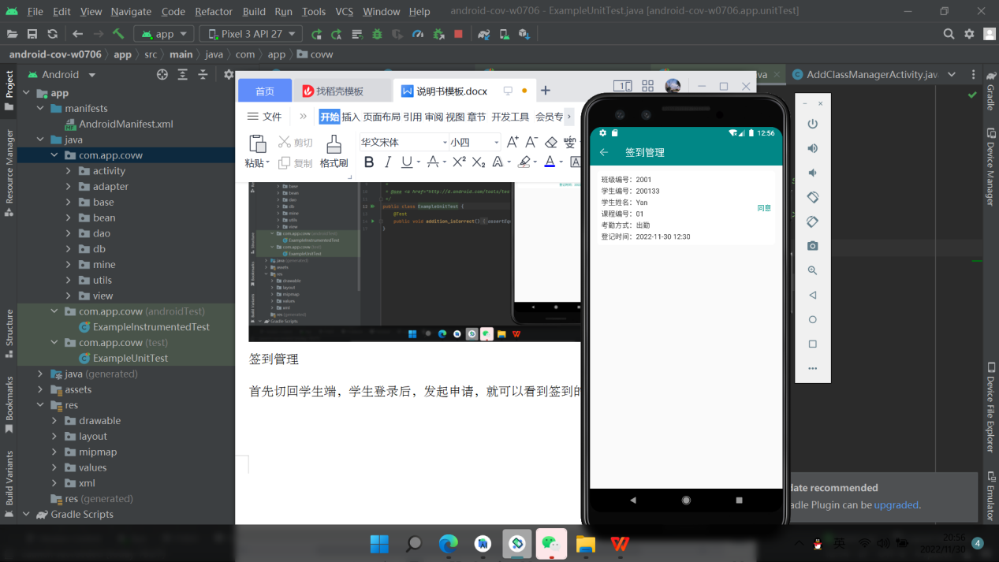 File Edit View Navigate Code Refactor Build Run Tools VCS Window Help android-cov-w0706 - ExampleUnitTest.java [android-cov-w0706.app.unitTest]
app Pixel 3 API 27
android-cov-w0706 app src main java com app covw
Android
AddClassManagerActivity.jav
Project
Resource Manager
Structure
Bookmarks
Build Variants
app
manifests
AndroidManifest.xml
java
com.app.covw
activity
adapter
base
bean
dao
db
mine
utils
view
com.app.covw (androidTest)
ExampleInstrumentedTest
com.app.covw (test)
ExampleUnitTest
java (generated)
assets
res
drawable
layout
mipmap
values
xml
res (generated)
Gradle Scripts
首页 找稻壳模板 说明书模板.docx
文件 开始 插入 页面布局 引用 审阅 视图 章节 开发工具 会员专
粘贴 剪切 复制 格式刷
华文宋体 小四
public class ExampleUnitTest {
@Test
public void addition_isCorrect()
签到管理
首先切回学生端，学生登录后，发起申请，就可以看到签到的
12:56
签到管理
班级编号：2001
学生编号：200133
学生姓名：Yan
课程编号：01
考勤方式：出勤
登记时间：2022-11-30 12:30
同意
Gradle
Device Manager
Device File Explorer
Emulator
date recommended
adle Plugin can be upgraded.
英
20:56
2022/11/30
4